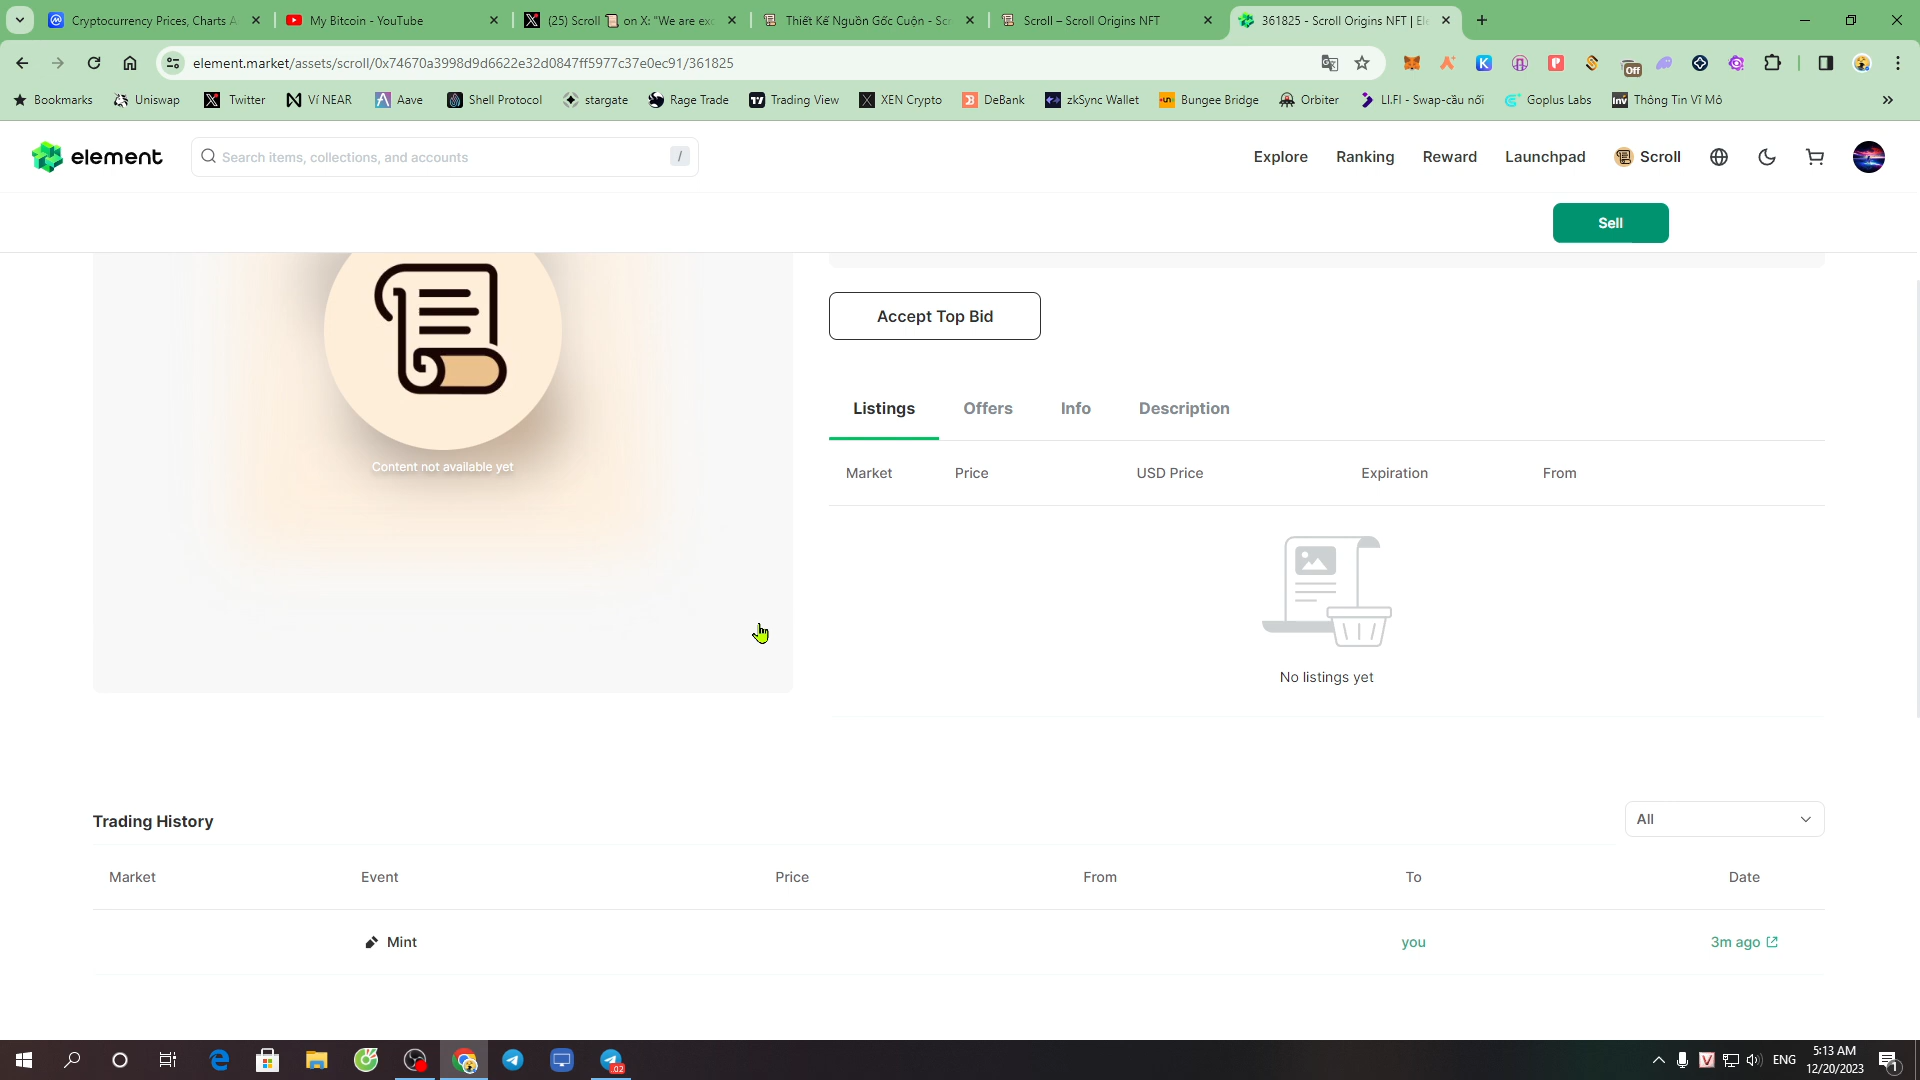 Cryptocurrency Prices, Charts A
My Bitcoin - YouTube
(25) Scroll 📜 on X: "We are exc
Thiết Kế Nguồn Gốc Cuộn - Scr
Scroll – Scroll Origins NFT
361825 - Scroll Origins NFT | Ele
element.market/assets/scroll/0x74670a3998d9d6622e32d0847ff5977c37e0ec91/361825
Off
Bookmarks
Uniswap
Twitter
Ví NEAR
Aave
Shell Protocol
stargate
Rage Trade
Trading View
XEN Crypto
DeBank
zkSync Wallet
Bungee Bridge
Orbiter
LI.FI - Swap-cầu nối
Goplus Labs
Thông Tin Vĩ Mô
element
Search items, collections, and accounts
/
Explore
Ranking
Reward
Launchpad
Scroll
Sell
Content not available yet
Accept Top Bid
Listings
Offers
Info
Description
Market
Price
USD Price
Expiration
From
No listings yet
Trading History
All
Market
Event
Price
From
To
Date
Mint
you
3m ago
ENG
5:13 AM
12/20/2023